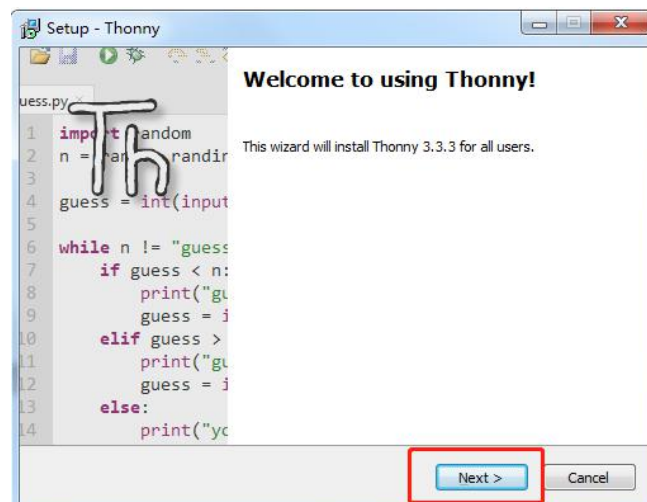 Setup - Thonny
Welcome to using Thonny!
This wizard will install Thonny 3.3.3 for all users.
uess.py ×
Th
1 import random
2 n = randin
3
4 guess = int(input
5
6 while n != "guess
7 if guess < n:
8 print("gu
9 guess = i
10 elif guess >
11 print("gu
12 guess = i
13 else:
14 print("yo
Next >
Cancel